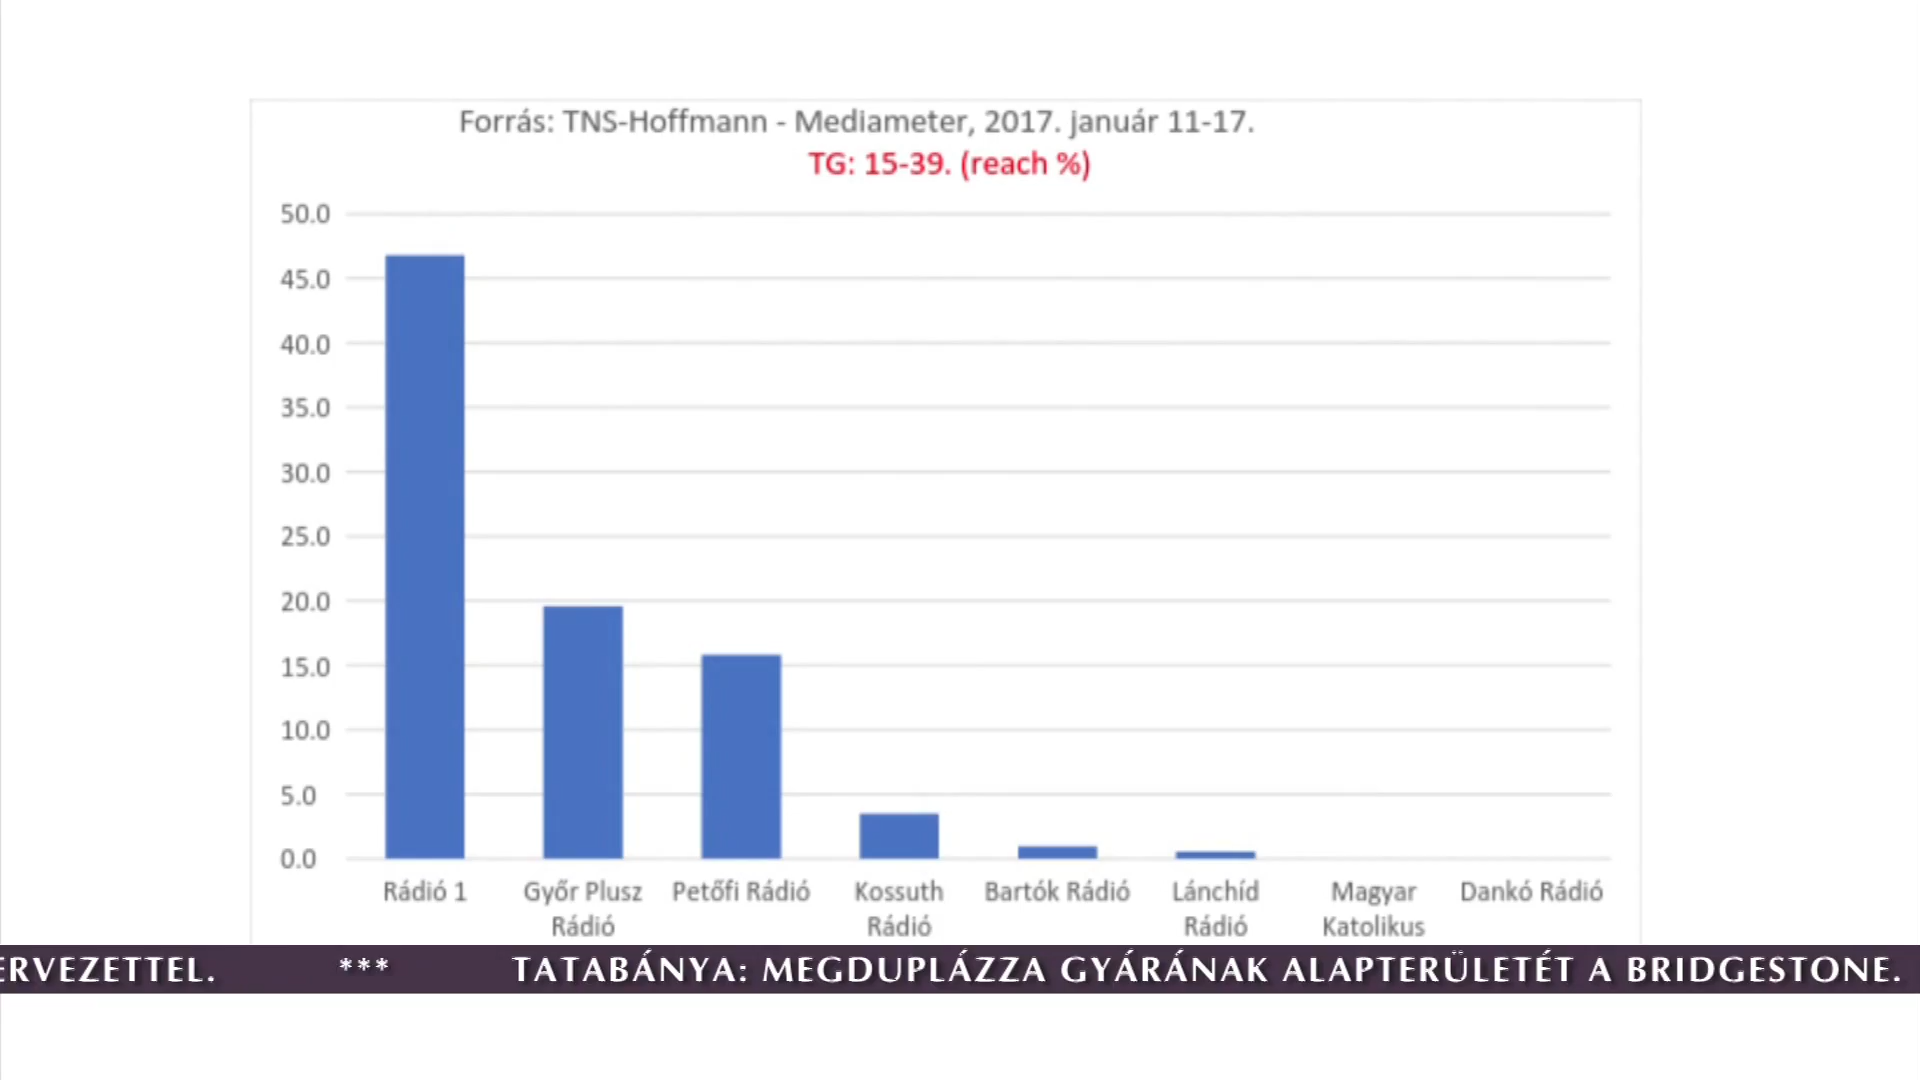 Forrás: TNS-Hoffmann - Mediameter, 2017. január 11-17.
TG: 15-39. (reach %)
50.0
45.0
40.0
35.0
30.0
25.0
20.0
15.0
10.0
5.0
0.0
Rádió 1
Győr Plusz
Rádió
Petőfi Rádió
Kossuth
Rádió
Bartók Rádió
Lánchíd
Rádió
Magyar
Katolikus
Dankó Rádió
ERVEZETTEL. *** TATABÁNYA: MEGDUPLÁZZA GYÁRÁNAK ALAPTERÜLETÉT A BRIDGESTONE.